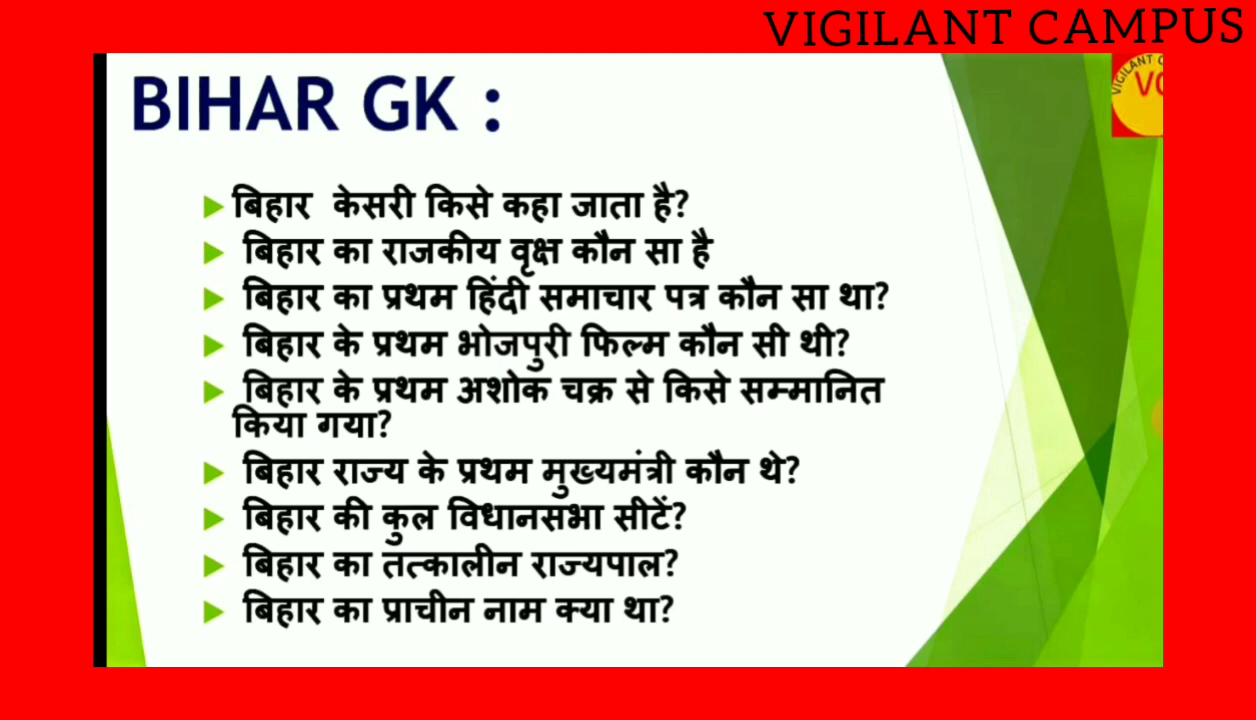 VIGILANT CAMPUS
BIHAR GK :
बिहार केसरी किसे कहा जाता है?
बिहार का राजकीय वृक्ष कौन सा है
बिहार का प्रथम हिंदी समाचार पत्र कौन सा था?
बिहार के प्रथम भोजपुरी फिल्म कौन सी थी?
बिहार के प्रथम अशोक चक्र से किसे सम्मानित
किया गया?
बिहार राज्य के प्रथम मुख्यमंत्री कौन थे?
बिहार की कुल विधानसभा सीटें?
बिहार का तत्कालीन राज्यपाल?
बिहार का प्राचीन नाम क्या था?